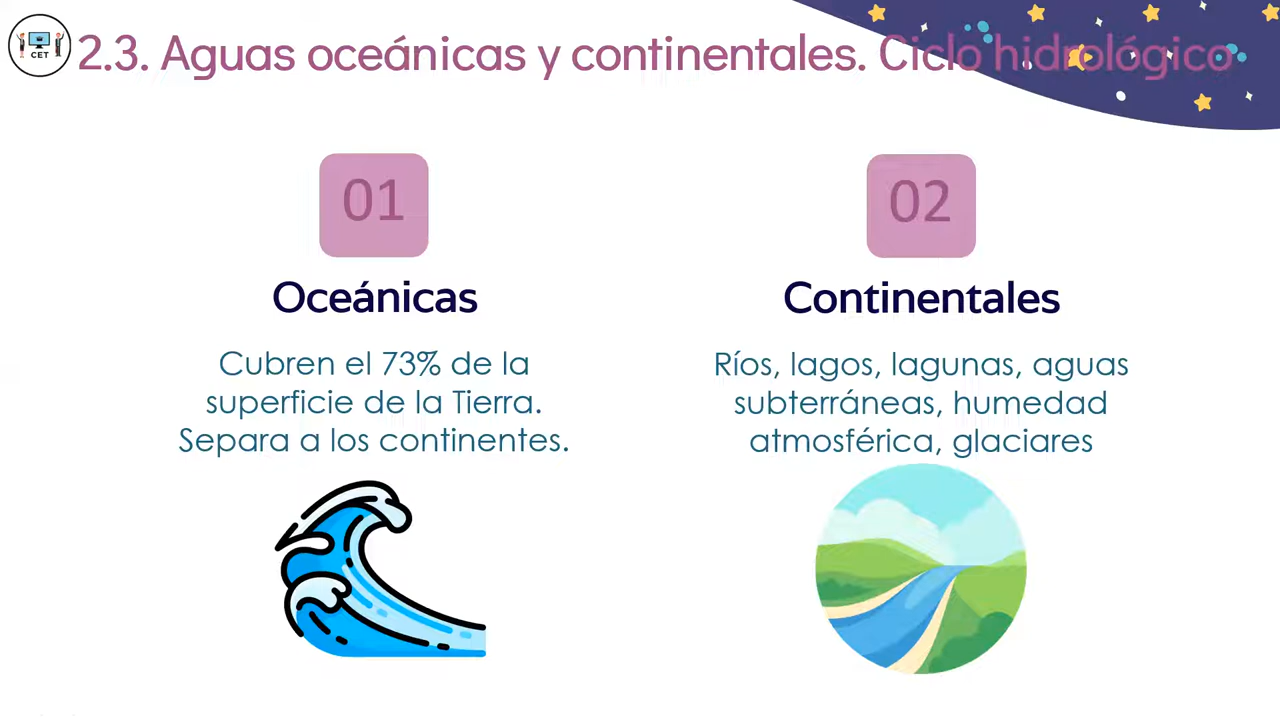 CET
2.3. Aguas oceánicas y continentales. Ciclo hidrológico
01
Oceánicas
Cubren el 73% de la
superficie de la Tierra.
Separa a los continentes.
02
Continentales
Ríos, lagos, lagunas, aguas
subterráneas, humedad
atmosférica, glaciares